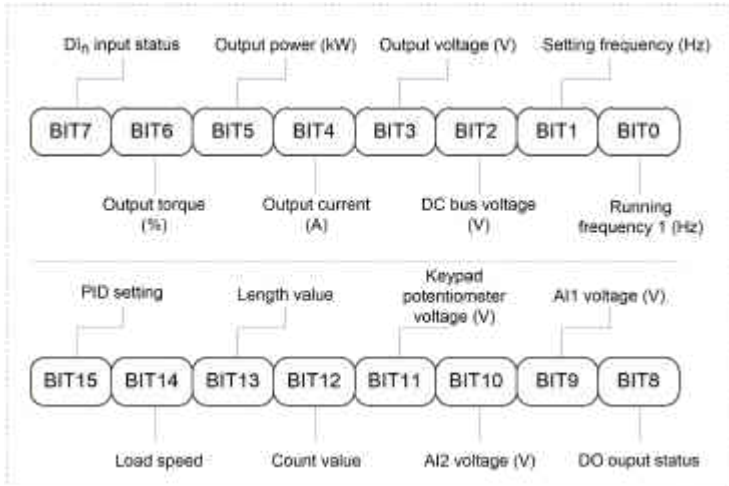 DIn input status Output power (kW) Output voltage (V) Setting frequency (Hz)
BIT7 BIT6 BIT5 BIT4 BIT3 BIT2 BIT1 BIT0
Output torque (%) Output current (A) DC bus voltage (V) Running frequency 1 (Hz)
PID setting Length value Keypad potentiometer voltage (V) AI1 voltage (V)
BIT15 BIT14 BIT13 BIT12 BIT11 BIT10 BIT9 BIT8
Load speed Count value AI2 voltage (V) DO ouput status